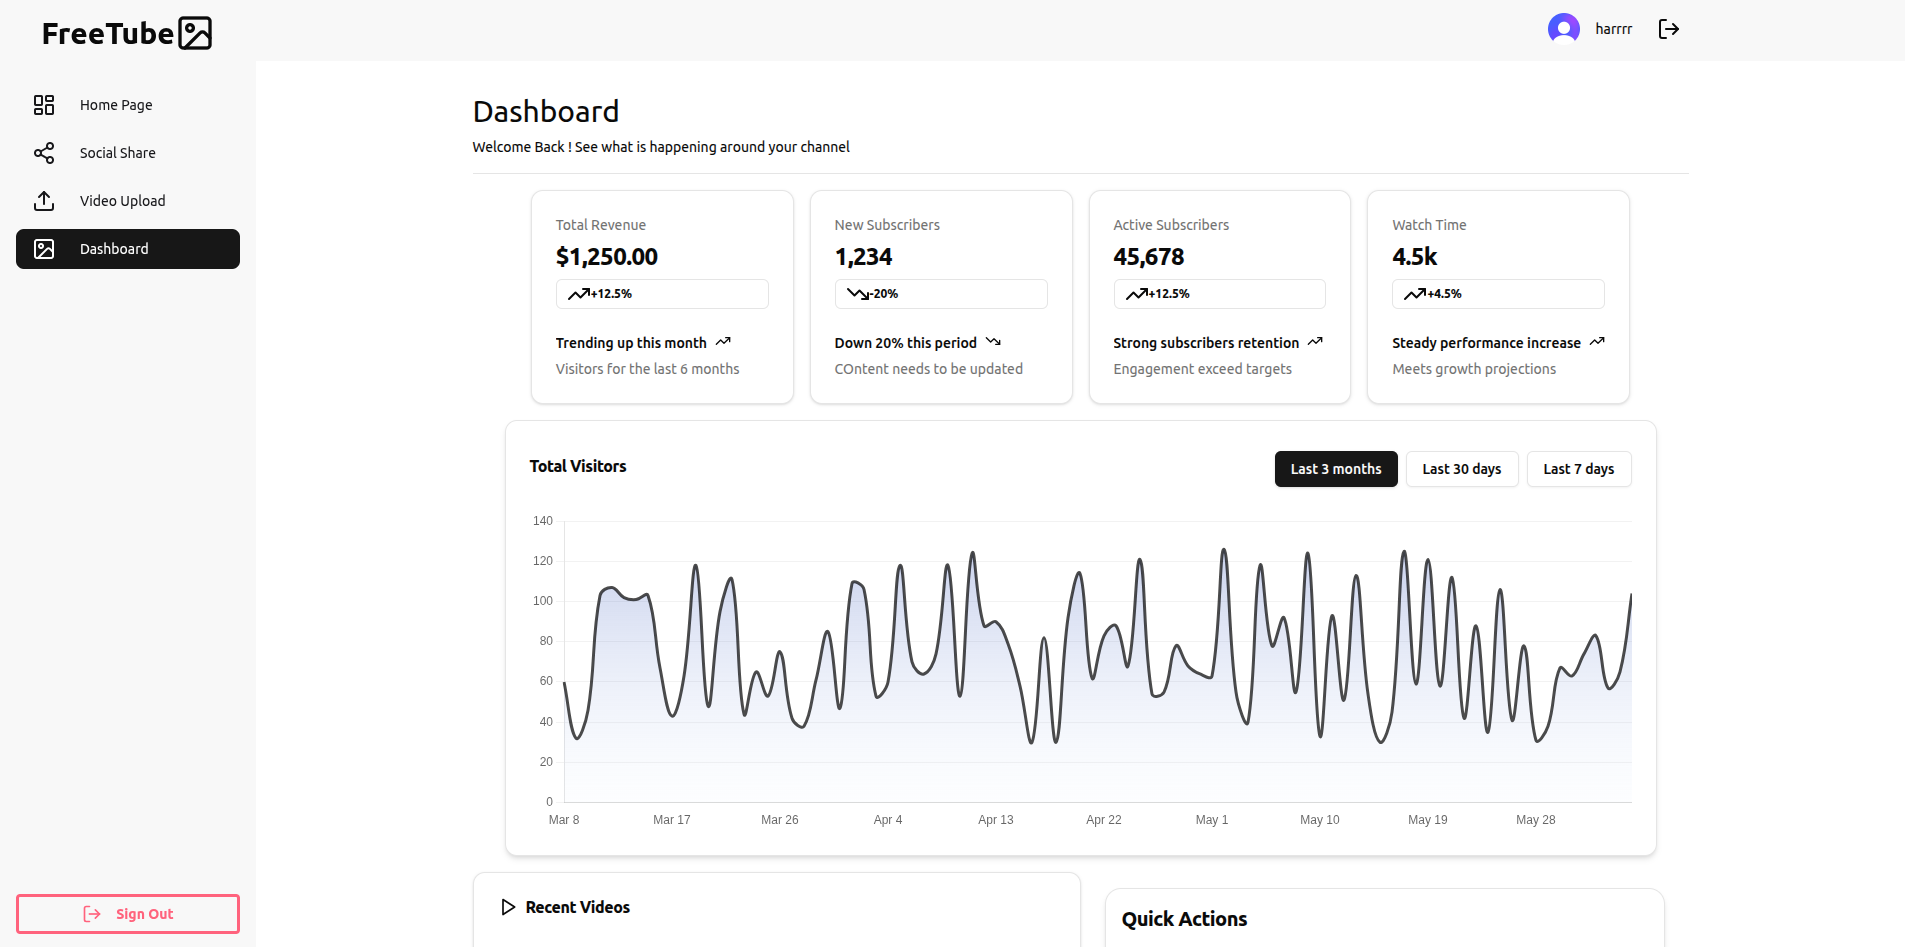 FreeTube
harrrr
Home Page
Social Share
Video Upload
Dashboard
Sign Out
Dashboard
Welcome Back ! See what is happening around your channel
Total Revenue
$1,250.00
+12.5%
Trending up this month
Visitors for the last 6 months
New Subscribers
1,234
-20%
Down 20% this period
COntent needs to be updated
Active Subscribers
45,678
+12.5%
Strong subscribers retention
Engagement exceed targets
Watch Time
4.5k
+4.5%
Steady performance increase
Meets growth projections
Total Visitors
Last 3 months Last 30 days Last 7 days
140
120
100
80
60
40
20
0
Mar 8 Mar 17 Mar 26 Apr 4 Apr 13 Apr 22 May 1 May 10 May 19 May 28
Recent Videos
Quick Actions